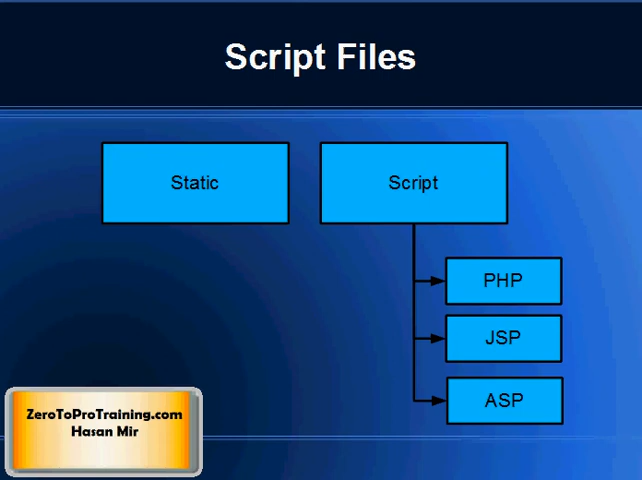 Script Files
Static
Script
PHP
JSP
ASP
ZeroToProTraining.com
Hasan Mir